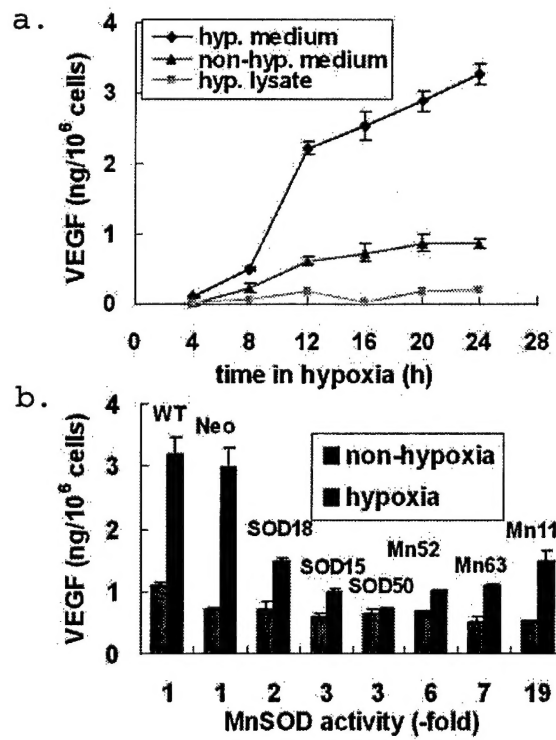 a.
hyp. medium
non-hyp. medium
hyp. lysate
VEGF (ng/10⁶ cells)
4
3
2
1
0
0 4 8 12 16 20 24 28
time in hypoxia (h)
b.
VEGF (ng/10⁶ cells)
4
3
2
1
0
WT
Neo
SOD18
SOD15
SOD50
Mn52
Mn63
Mn11
non-hypoxia
hypoxia
1 1 2 3 3 6 7 19
MnSOD activity (-fold)